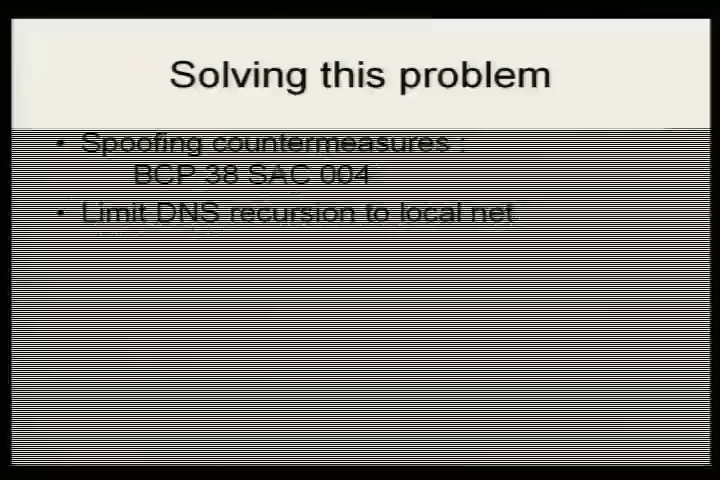 Solving this problem
• Spoofing countermeasures :
BCP 38 SAC 004
• Limit DNS recursion to local net